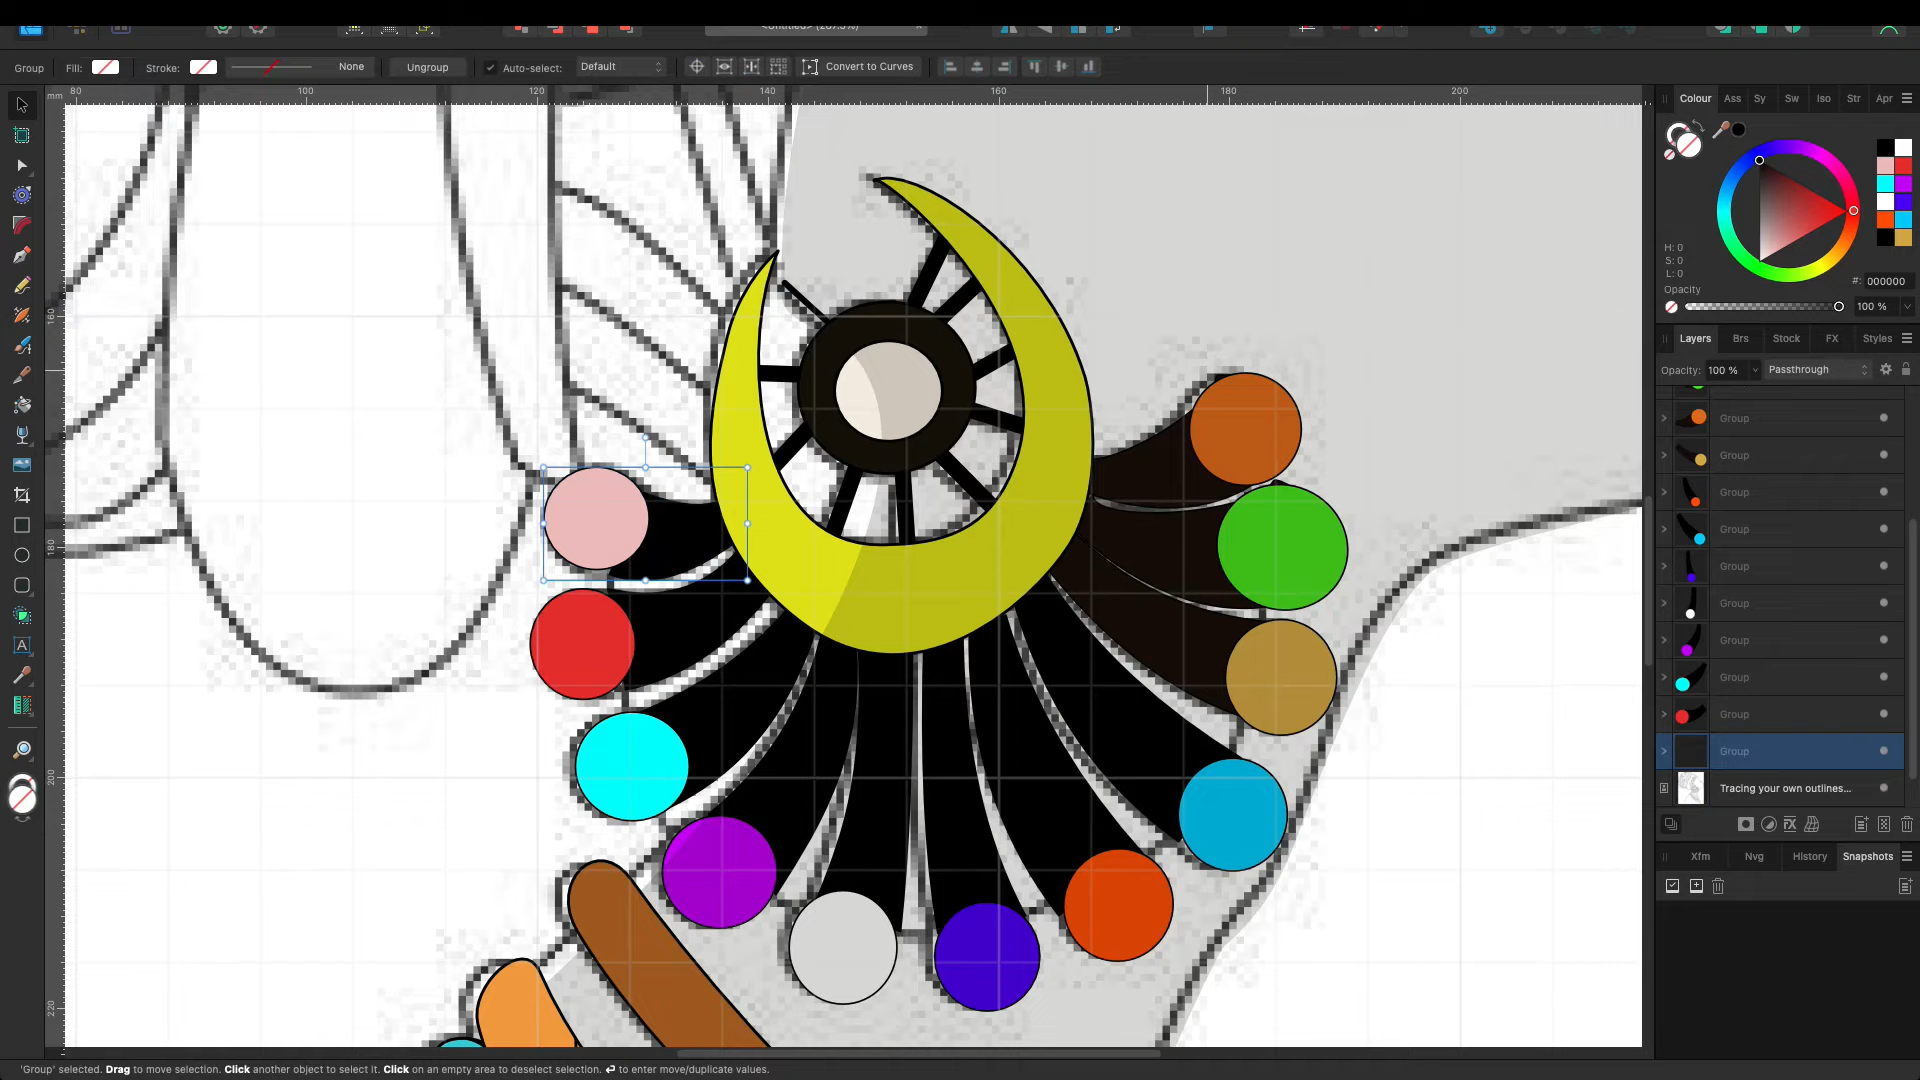 <Untitled> (267.5%)
Group Fill: Stroke: None Ungroup Auto-select: Default Convert to Curves
mm 80 100 120 140 160 180 200
160
180
200
220
Colour Ass Sy Sw Iso Str Apr
H: 0
S: 0
L: 0
#: 000000
Opacity
100 %
Layers Brs Stock FX Styles
Opacity: 100 % Passthrough
Group
Group
Group
Group
Group
Group
Group
Group
Group
Group
Tracing your own outlines...
Xfm Nvg History Snapshots
'Group' selected. Drag to move selection. Click another object to select it. Click on an empty area to deselect selection. ⏎ to enter move/duplicate values.